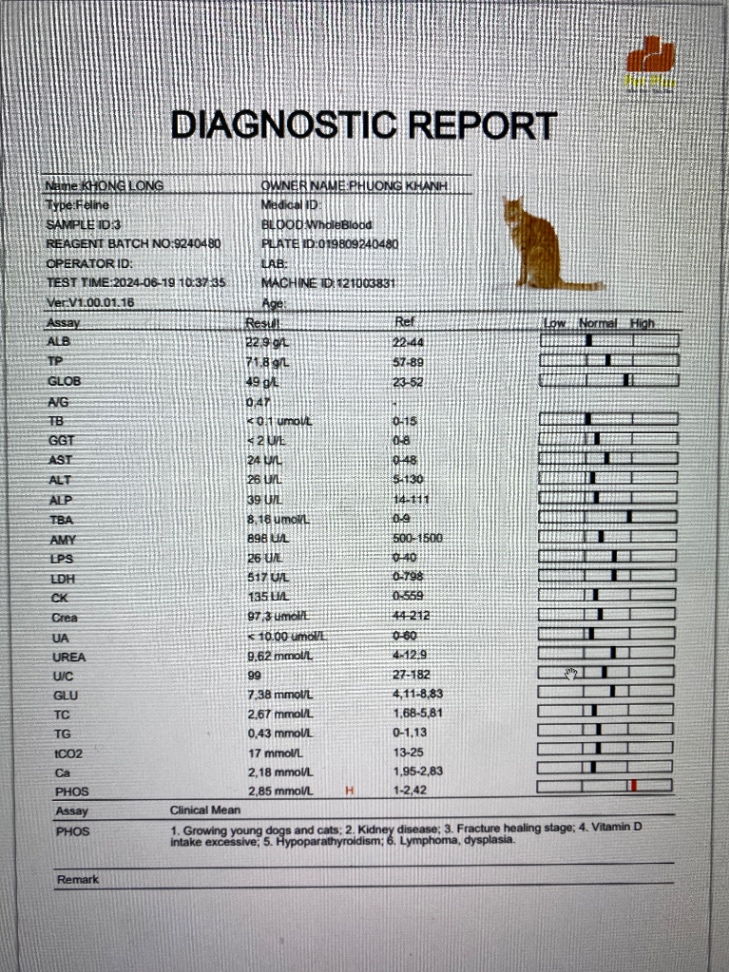 DIAGNOSTIC REPORT
Name:KHONG LONG OWNER NAME:PHUONG KHANH
Type:Feline Medical ID:
SAMPLE ID:3 BLOOD:WholeBlood
REAGENT BATCH NO:9240480 PLATE ID:019809240480
OPERATOR ID: LAB:
TEST TIME:2024-06-19 10:37:35 MACHINE ID:121003831
Ver:V1.00.01.16 Age:
Assay Result Ref Low Normal High
ALB 22,9 g/L 22-44
TP 71,8 g/L 57-89
GLOB 49 g/L 23-52
A/G 0,47 -
TB < 0.1 umol/L 0-15
GGT < 2 U/L 0-8
AST 24 U/L 0-48
ALT 26 U/L 5-130
ALP 39 U/L 14-111
TBA 8,16 umol/L 0-9
AMY 898 U/L 500-1500
LPS 26 U/L 0-40
LDH 517 U/L 0-798
CK 135 U/L 0-559
Crea 97,3 umol/L 44-212
UA < 10.00 umol/L 0-60
UREA 9,62 mmol/L 4-12,9
U/C 99 27-182
GLU 7,38 mmol/L 4,11-8,83
TC 2,67 mmol/L 1,68-5,81
TG 0,43 mmol/L 0-1,13
tCO2 17 mmol/L 13-25
Ca 2,18 mmol/L 1,95-2,83
PHOS 2,85 mmol/L H 1-2,42
Assay Clinical Mean
PHOS 1. Growing young dogs and cats; 2. Kidney disease; 3. Fracture healing stage; 4. Vitamin D
intake excessive; 5. Hypoparathyroidism; 6. Lymphoma, dysplasia.
Remark